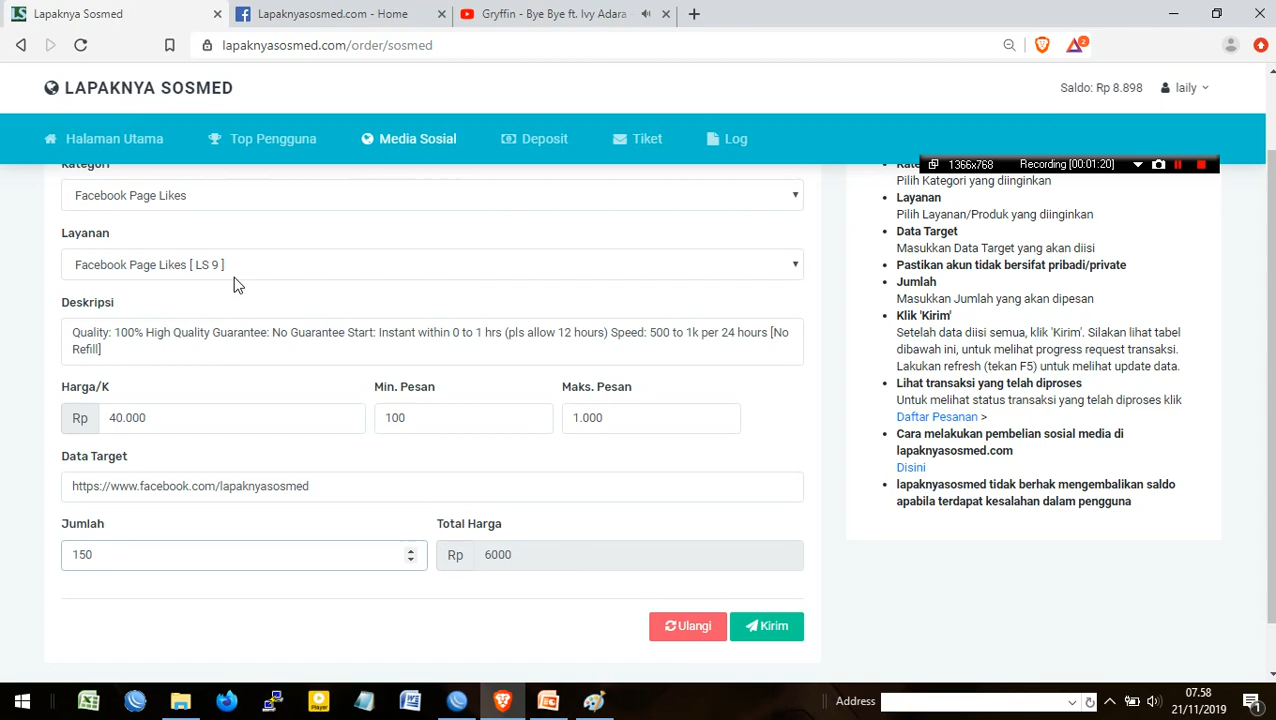 Lapaknya Sosmed
Lapaknyasosmed.com - Home
Gryffin - Bye Bye ft. Ivy Adara
lapaknyasosmed.com/order/sosmed
2
LAPAKNYA SOSMED
Saldo: Rp 8.898
laily
Halaman Utama
Top Pengguna
Media Sosial
Deposit
Tiket
Log
1366x768
Recording [00:01:20]
Kategori
Facebook Page Likes
Layanan
Facebook Page Likes [ LS 9 ]
Deskripsi
Quality: 100% High Quality Guarantee: No Guarantee Start: Instant within 0 to 1 hrs (pls allow 12 hours) Speed: 500 to 1k per 24 hours [No
Refill]
Harga/K
Min. Pesan
Maks. Pesan
Rp
40.000
100
1.000
Data Target
https://www.facebook.com/lapaknyasosmed
Jumlah
Total Harga
150
Rp
6000
Ulangi
Kirim
Pilih Kategori yang diinginkan
Layanan
Pilih Layanan/Produk yang diinginkan
Data Target
Masukkan Data Target yang akan diisi
Pastikan akun tidak bersifat pribadi/private
Jumlah
Masukkan Jumlah yang akan dipesan
Klik 'Kirim'
Setelah data diisi semua, klik 'Kirim'. Silakan lihat tabel
dibawah ini, untuk melihat progress request transaksi.
Lakukan refresh (tekan F5) untuk melihat update data.
Lihat transaksi yang telah diproses
Untuk melihat status transaksi yang telah diproses klik
Daftar Pesanan >
Cara melakukan pembelian sosial media di
lapaknyasosmed.com
Disini
lapaknyasosmed tidak berhak mengembalikan saldo
apabila terdapat kesalahan dalam pengguna
Address
07.58
21/11/2019
1